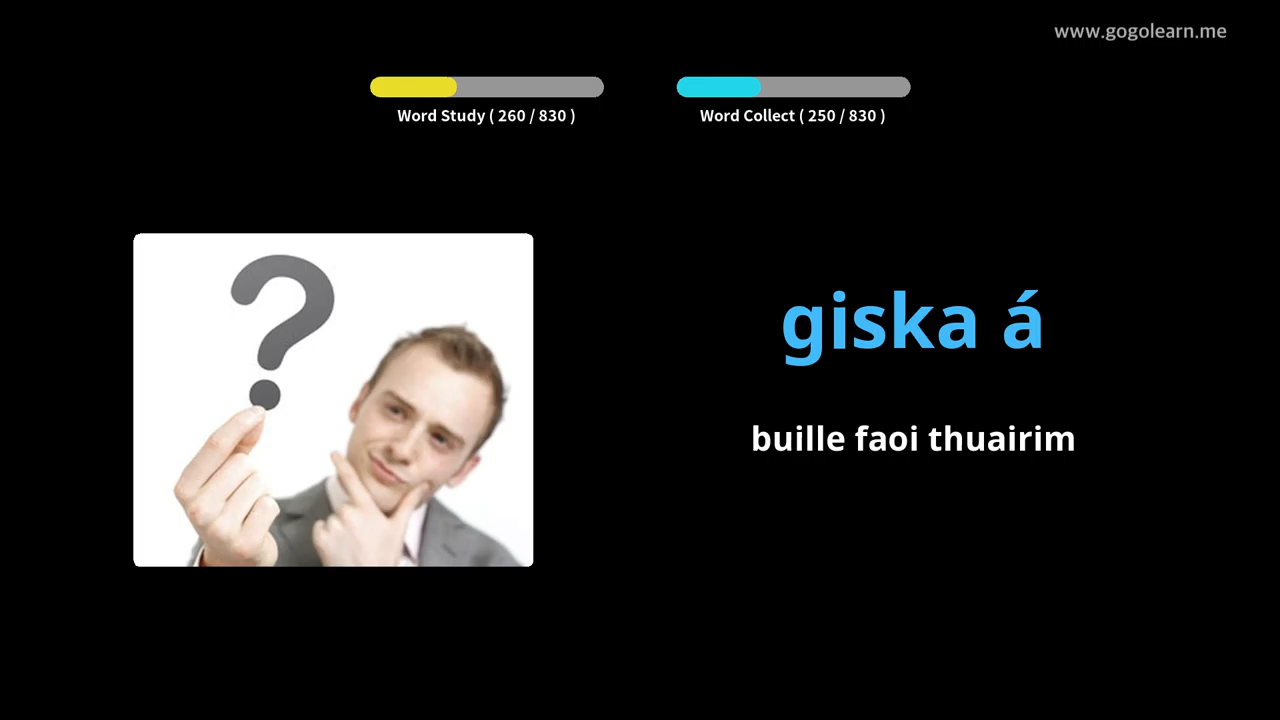 www.gogolearn.me
Word Study ( 260 / 830 )
Word Collect ( 250 / 830 )
giska á
buille faoi thuairim